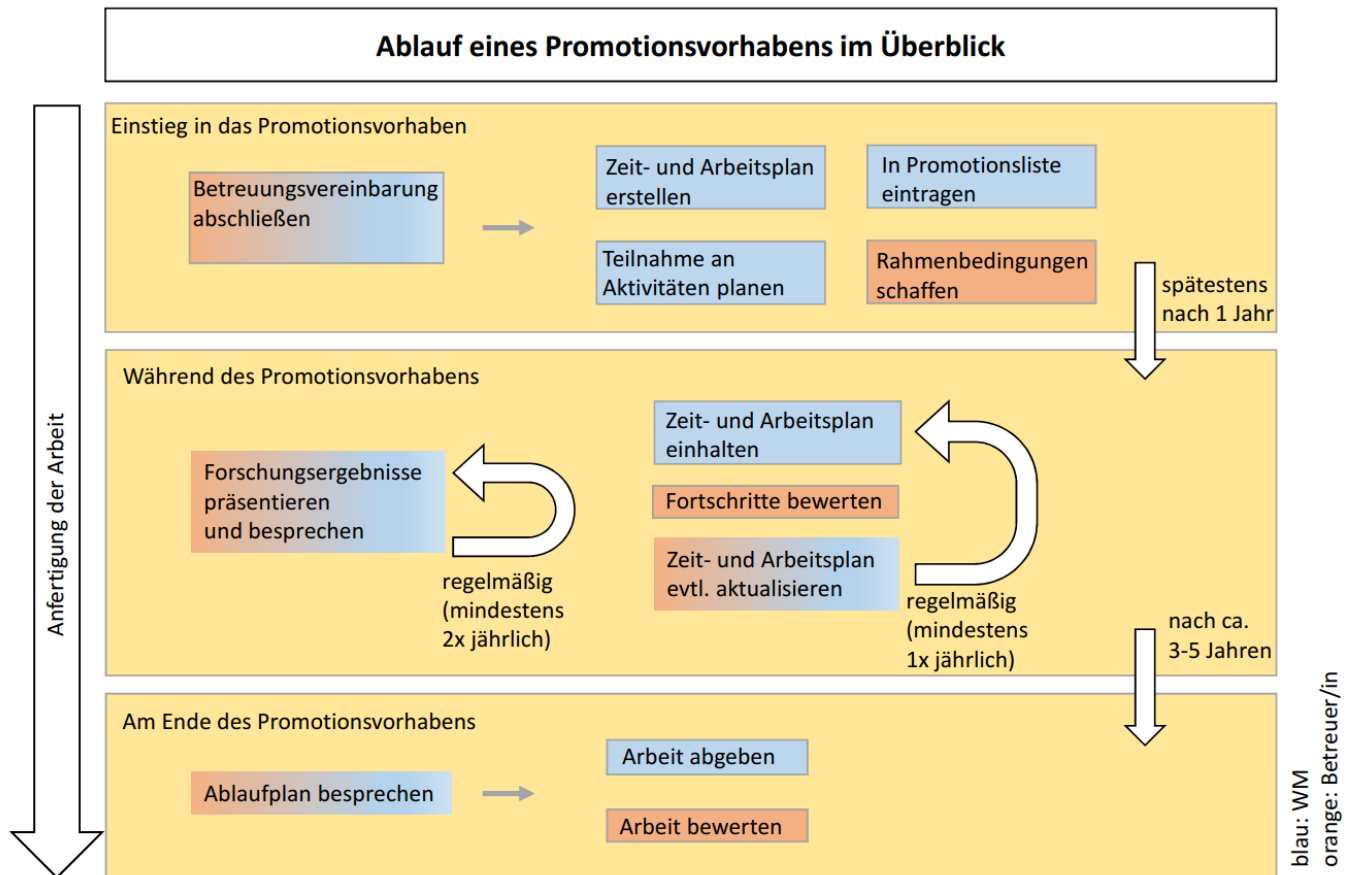 Ablauf eines Promotionsvorhabens im Überblick
Anfertigung der Arbeit
Einstieg in das Promotionsvorhaben
Betreuungsvereinbarung
abschließen
Zeit- und Arbeitsplan
erstellen
In Promotionsliste
eintragen
Teilnahme an
Aktivitäten planen
Rahmenbedingungen
schaffen
spätestens
nach 1 Jahr
Während des Promotionsvorhabens
Forschungsergebnisse
präsentieren
und besprechen
regelmäßig
(mindestens
2x jährlich)
Zeit- und Arbeitsplan
einhalten
Fortschritte bewerten
Zeit- und Arbeitsplan
evtl. aktualisieren
regelmäßig
(mindestens
1x jährlich)
nach ca.
3-5 Jahren
Am Ende des Promotionsvorhabens
Ablaufplan besprechen
Arbeit abgeben
Arbeit bewerten
blau: WM
orange: Betreuer/in